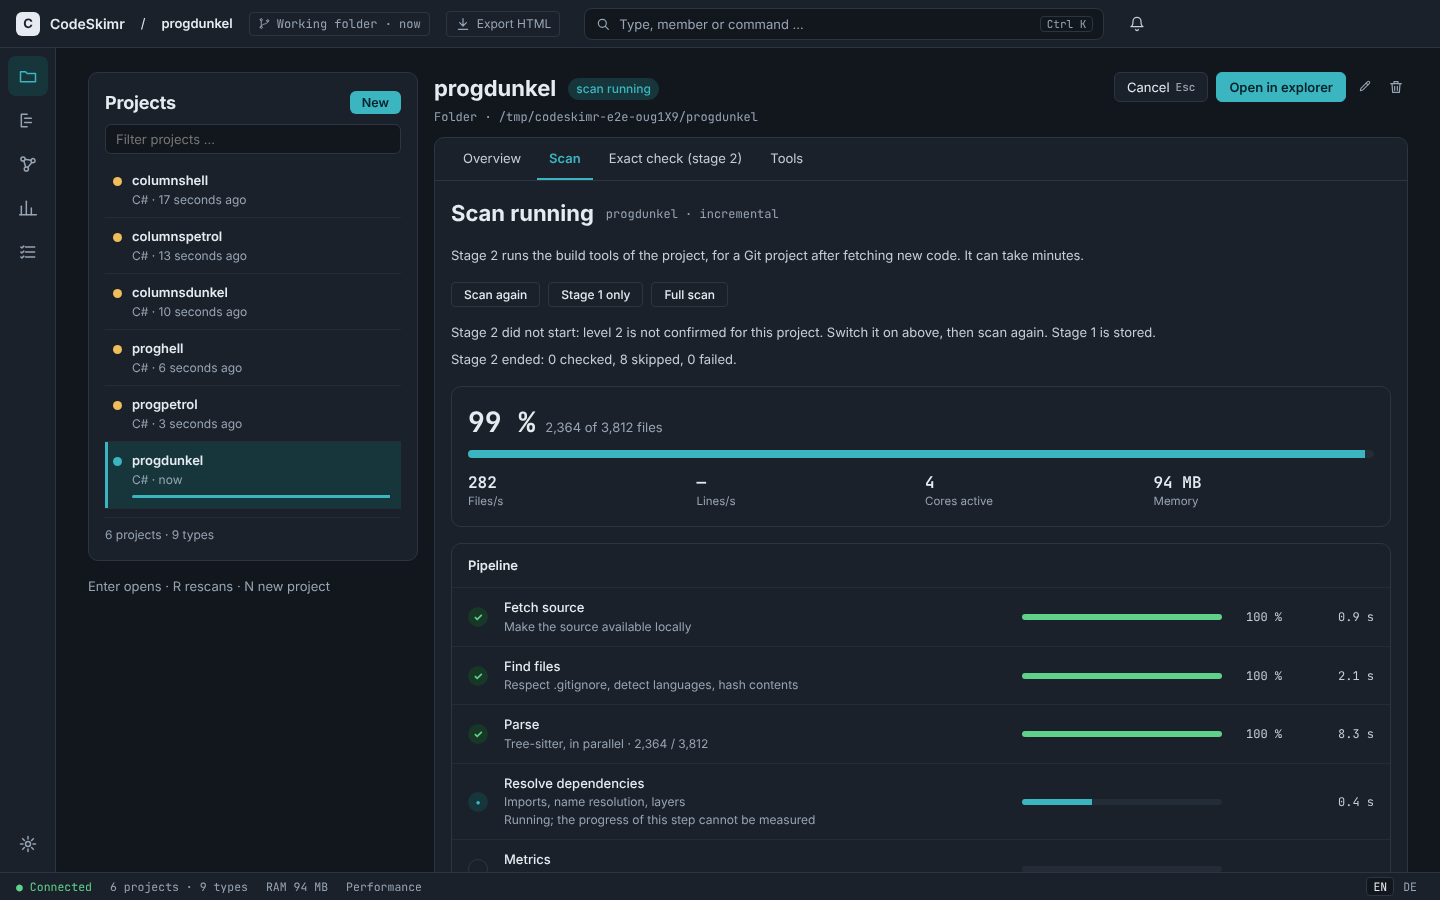 C CodeSkimr / progdunkel Working folder · now Export HTML Type, member or command ... Ctrl K
Projects New
Filter projects ...
columnshell
C# · 17 seconds ago
columnspetrol
C# · 13 seconds ago
columnsdunkel
C# · 10 seconds ago
proghell
C# · 6 seconds ago
progpetrol
C# · 3 seconds ago
progdunkel
C# · now
6 projects · 9 types
Enter opens · R rescans · N new project
progdunkel scan running Cancel Esc Open in explorer
Folder · /tmp/codeskimr-e2e-oug1X9/progdunkel
Overview Scan Exact check (stage 2) Tools
Scan running progdunkel · incremental
Stage 2 runs the build tools of the project, for a Git project after fetching new code. It can take minutes.
Scan again Stage 1 only Full scan
Stage 2 did not start: level 2 is not confirmed for this project. Switch it on above, then scan again. Stage 1 is stored.
Stage 2 ended: 0 checked, 8 skipped, 0 failed.
99 % 2,364 of 3,812 files
282 – 4 94 MB
Files/s Lines/s Cores active Memory
Pipeline
Fetch source
Make the source available locally
100 % 0.9 s
Find files
Respect .gitignore, detect languages, hash contents
100 % 2.1 s
Parse
Tree-sitter, in parallel · 2,364 / 3,812
100 % 8.3 s
Resolve dependencies
Imports, name resolution, layers
Running; the progress of this step cannot be measured
0.4 s
Metrics
Connected 6 projects · 9 types RAM 94 MB Performance EN DE